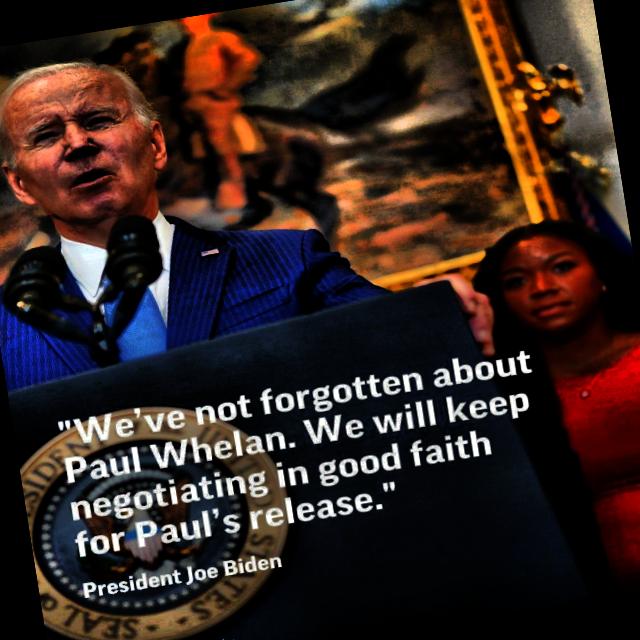 "We've not forgotten about
Paul Whelan. We will keep
negotiating in good faith
for Paul's release."
President Joe Biden